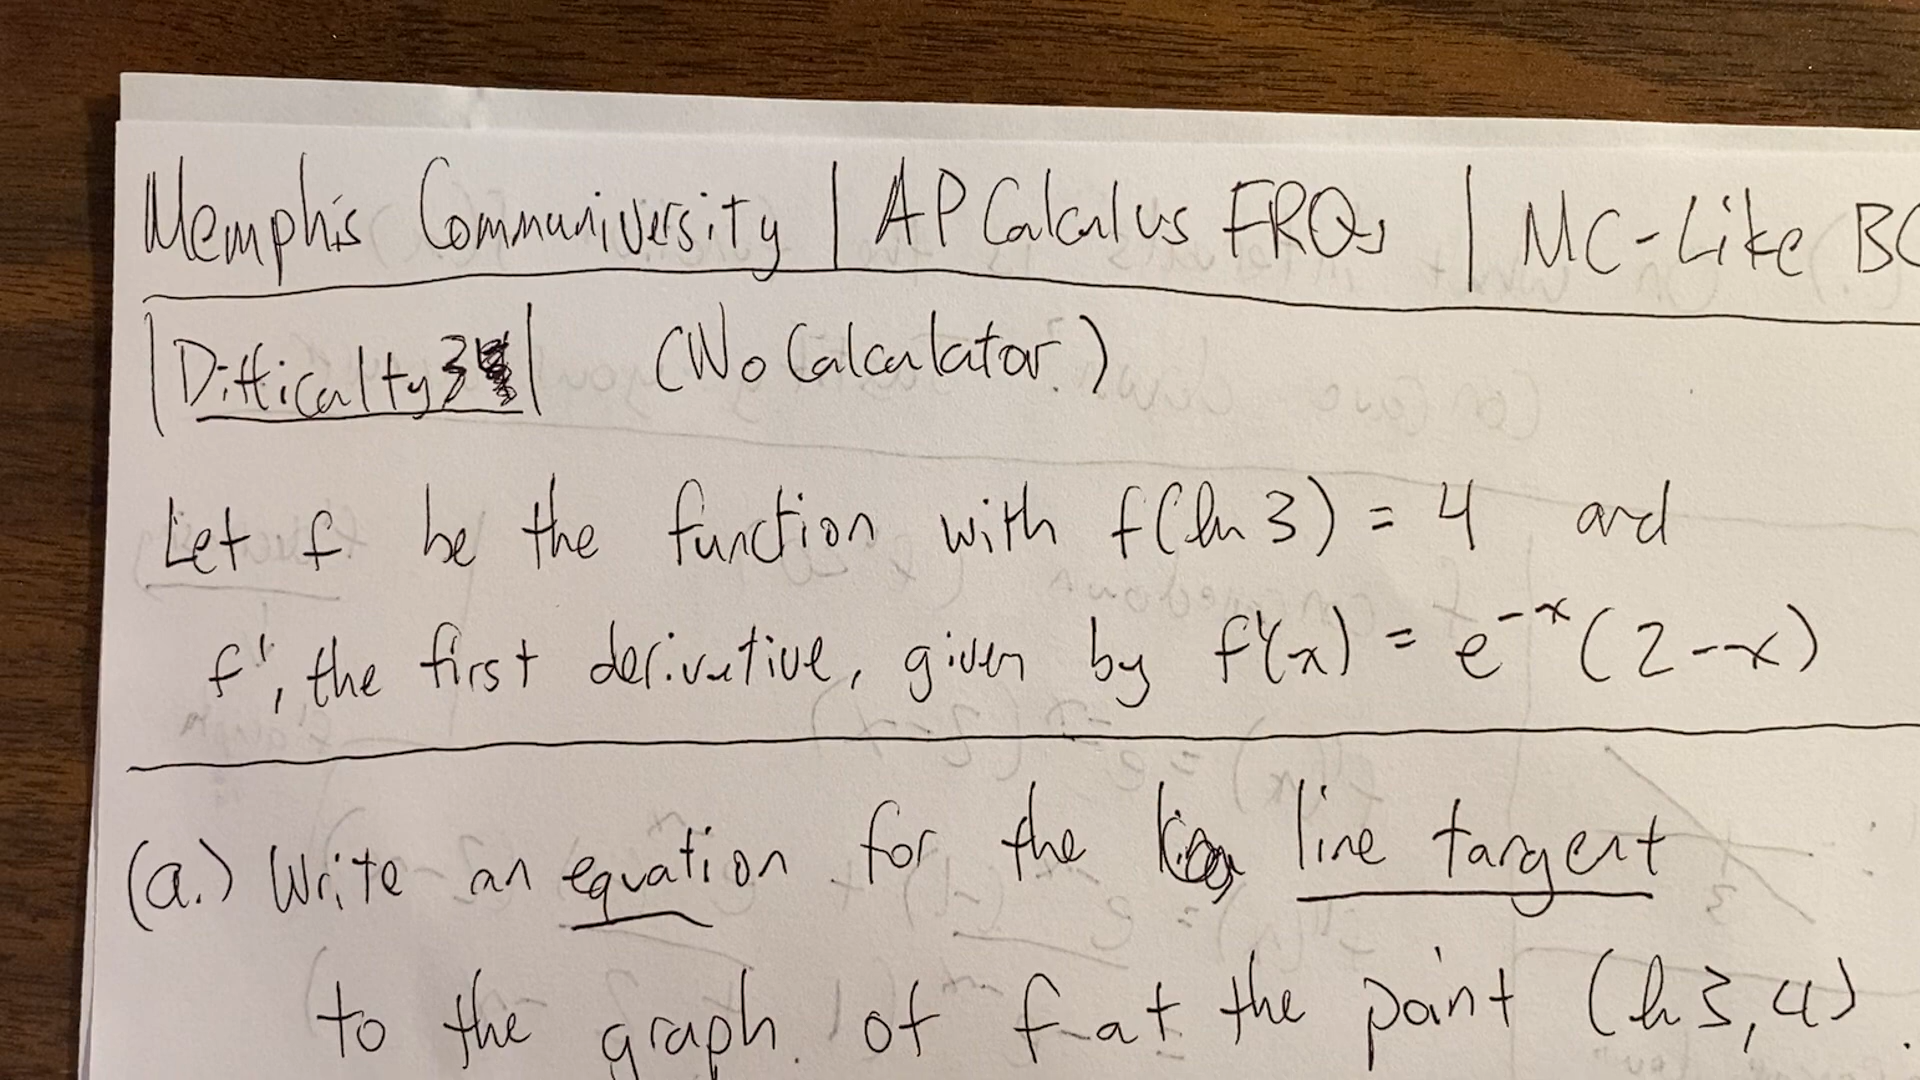 Memphis Communiversity | AP Calculus FRQs | MC-Like BC
Difficulty 3 (No Calculator)
Let f be the function with f(ln 3) = 4 and
f', the first derivative, given by f'(x) = e^-x (2-x)
(a.) Write an equation for the line tangent
to the graph of f at the point (ln 3, 4).